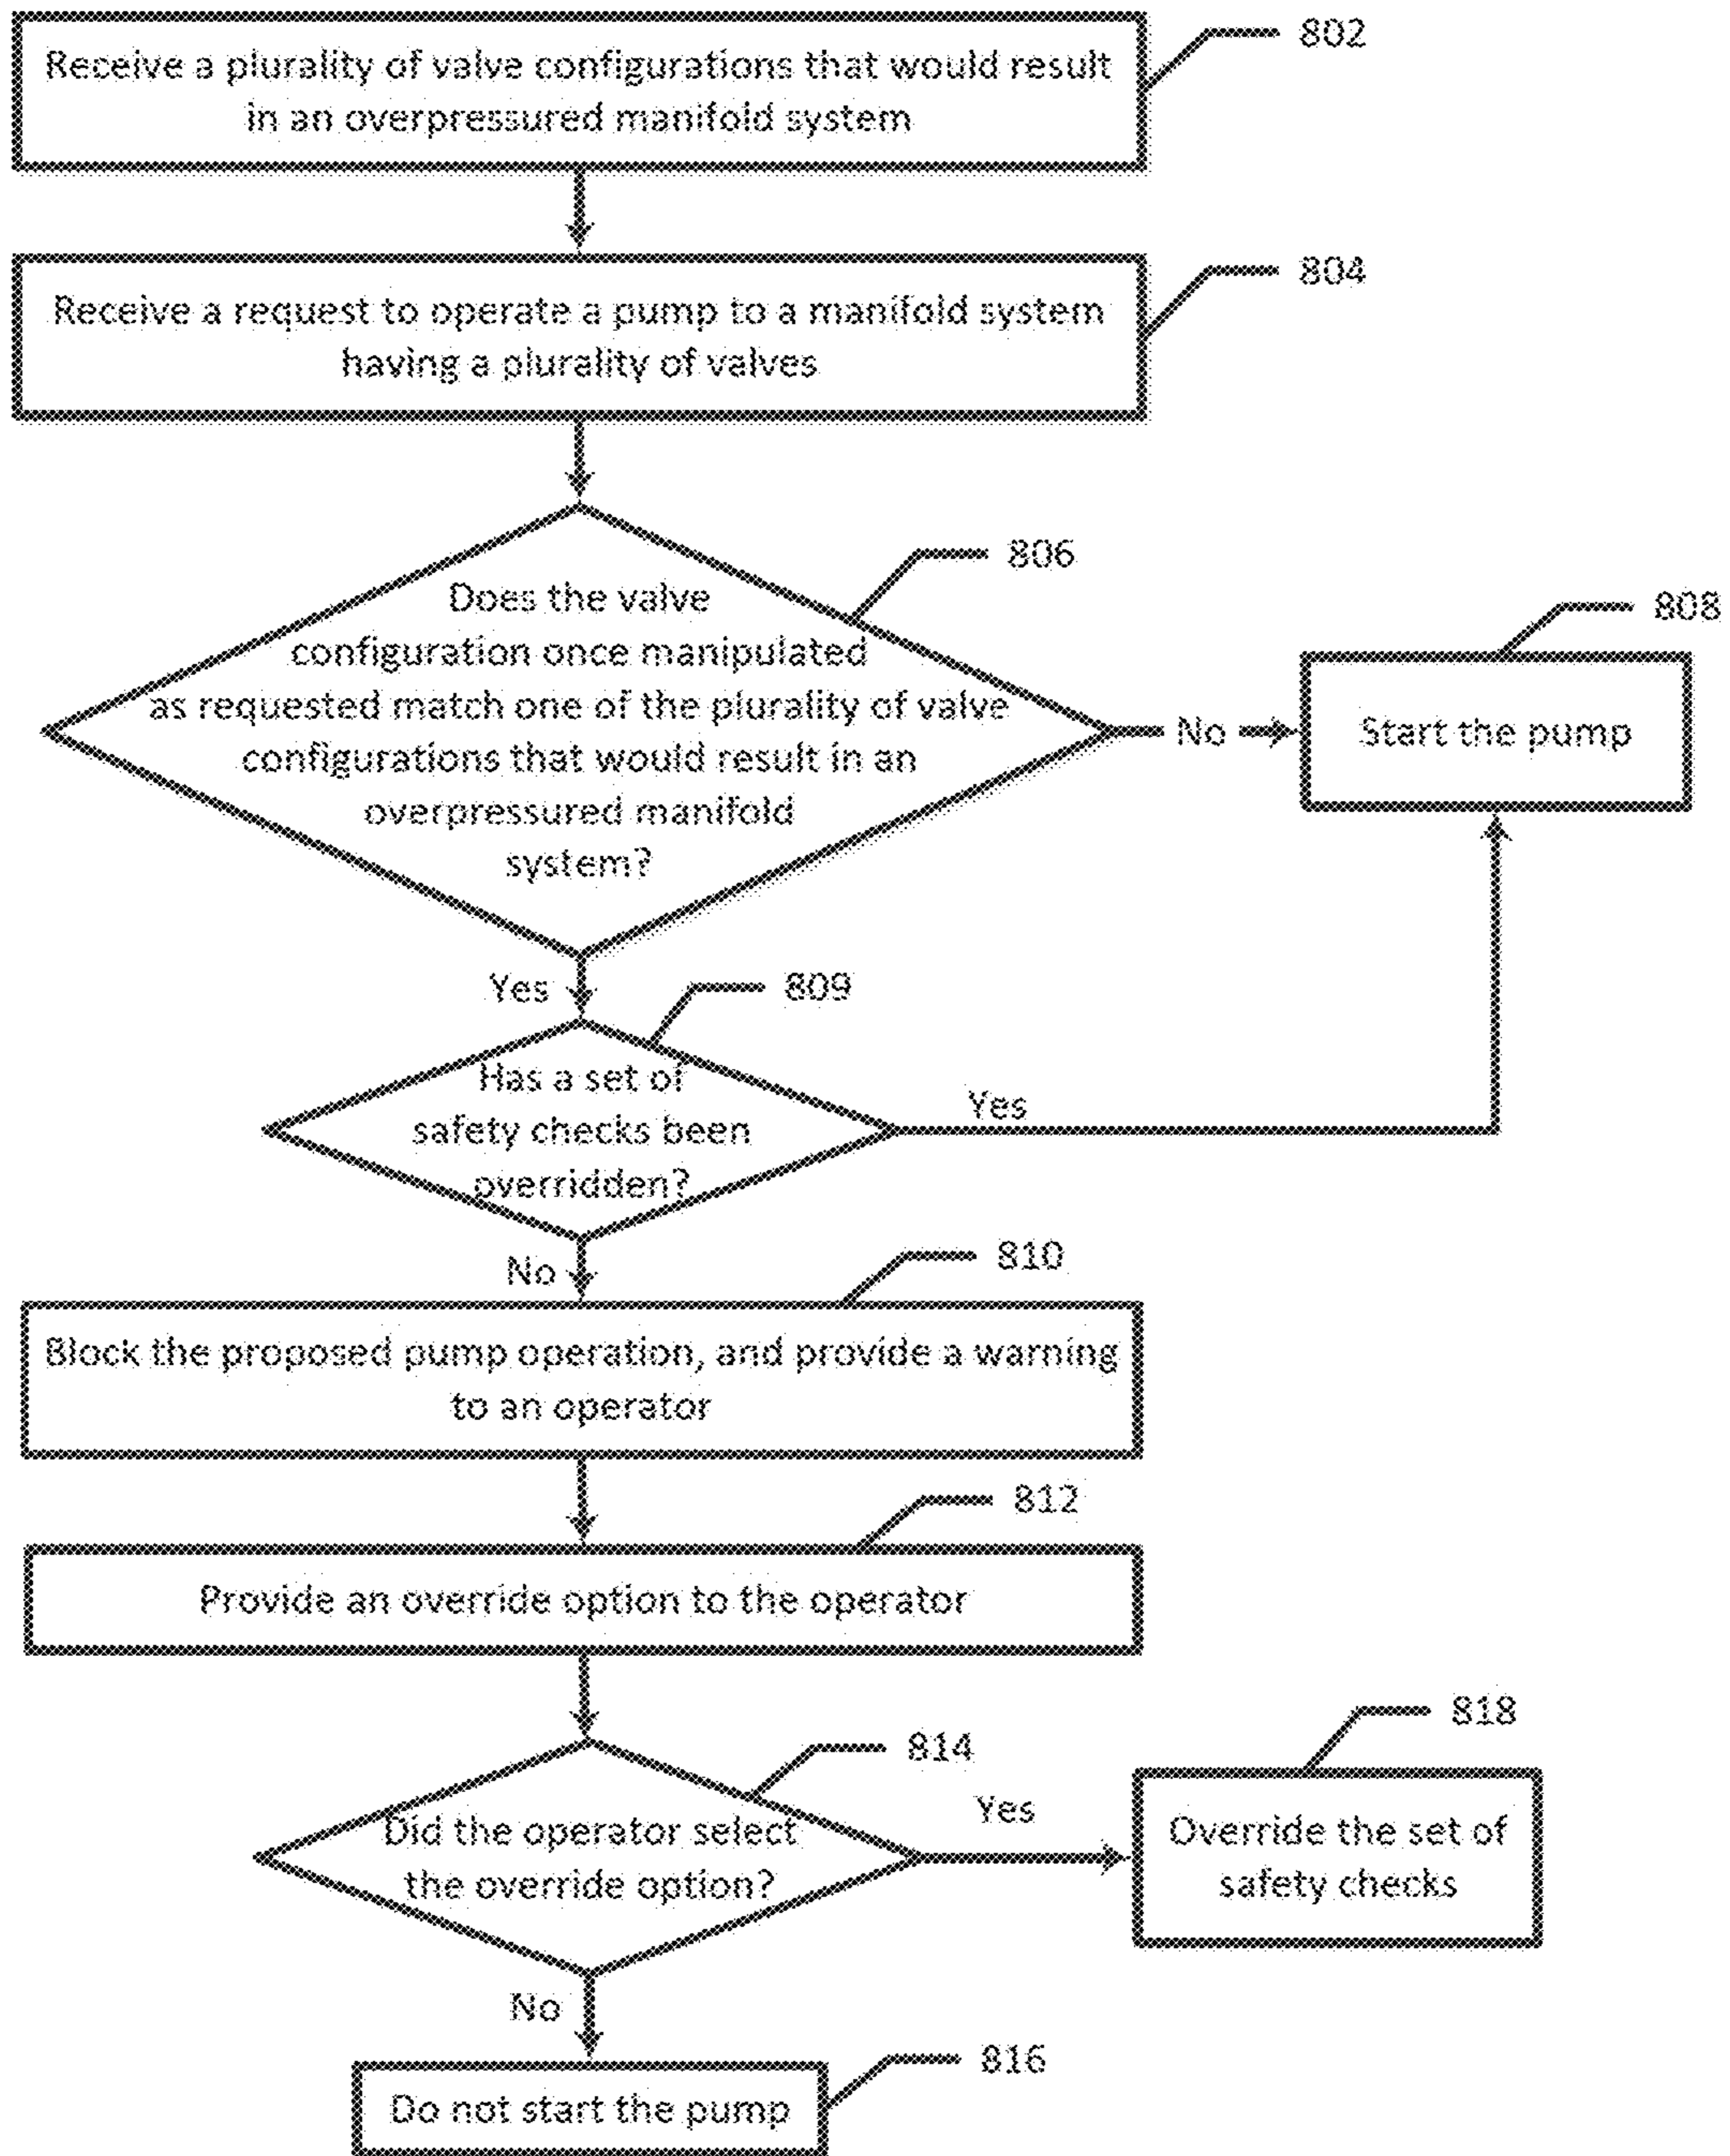 802
Receive a plurality of valve configurations that would result
in an overpressured manifold system
804
Receive a request to operate a pump to a manifold system
having a plurality of valves
806
Does the valve
configuration once manipulated
as requested match one of the plurality of valve
configurations that would result in an
overpressured manifold
system?
No
808
Start the pump
Yes
809
Has a set of
safety checks been
overridden?
Yes
No
810
Block the proposed pump operation, and provide a warning
to an operator
812
Provide an override option to the operator
814
Did the operator select
the override option?
Yes
818
Override the set of
safety checks
No
816
Do not start the pump